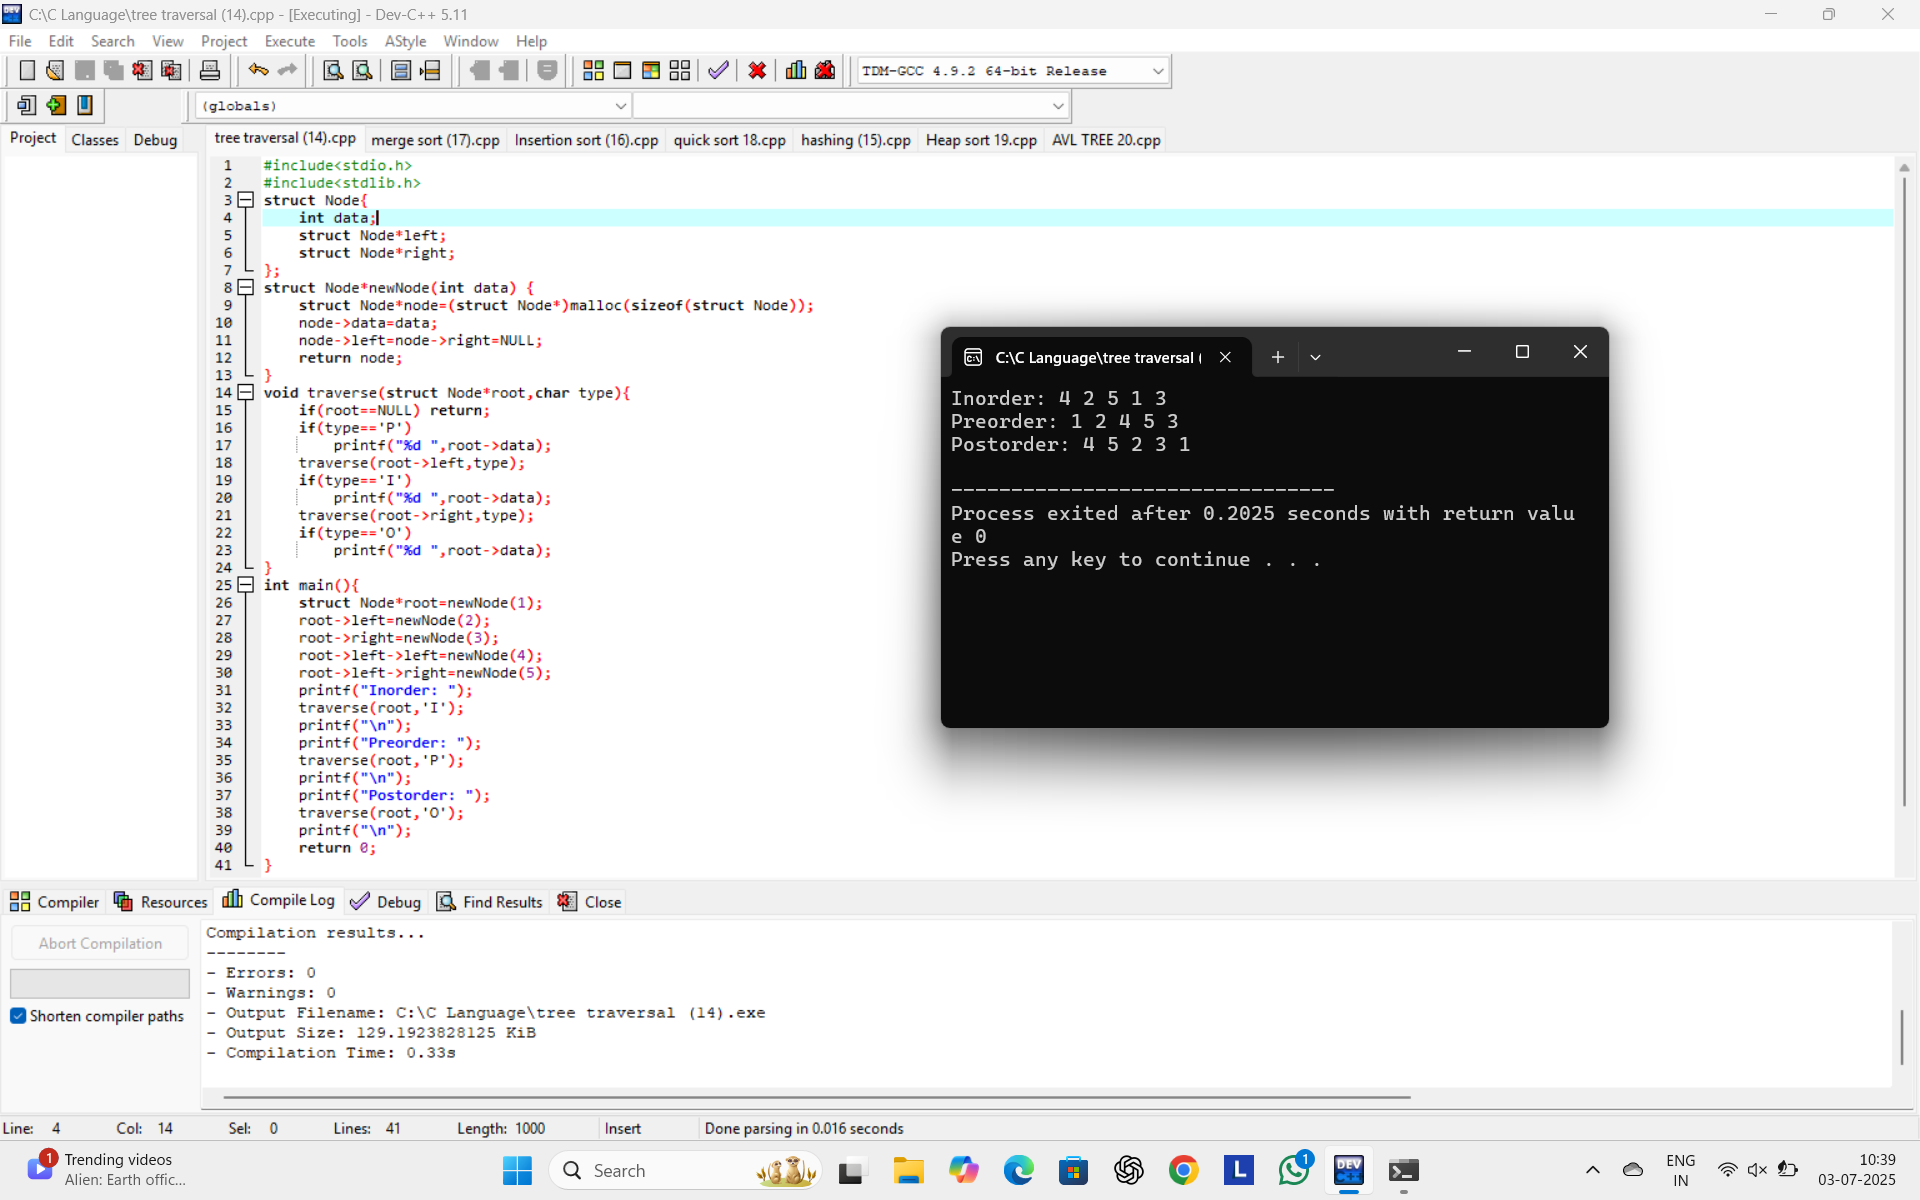 C:\C Language\tree traversal (14).cpp - [Executing] - Dev-C++ 5.11
File Edit Search View Project Execute Tools AStyle Window Help
TDM-GCC 4.9.2 64-bit Release
(globals)
Project Classes Debug
tree traversal (14).cpp merge sort (17).cpp Insertion sort (16).cpp quick sort 18.cpp hashing (15).cpp Heap sort 19.cpp AVL TREE 20.cpp
1 #include<stdio.h>
2 #include<stdlib.h>
3 struct Node{
4 int data;
5 struct Node*left;
6 struct Node*right;
7 };
8 struct Node*newNode(int data) {
9 struct Node*node=(struct Node*)malloc(sizeof(struct Node));
10 node->data=data;
11 node->left=node->right=NULL;
12 return node;
13 }
14 void traverse(struct Node*root,char type){
15 if(root==NULL) return;
16 if(type=='P')
17 printf("%d ",root->data);
18 traverse(root->left,type);
19 if(type=='I')
20 printf("%d ",root->data);
21 traverse(root->right,type);
22 if(type=='O')
23 printf("%d ",root->data);
24 }
25 int main(){
26 struct Node*root=newNode(1);
27 root->left=newNode(2);
28 root->right=newNode(3);
29 root->left->left=newNode(4);
30 root->left->right=newNode(5);
31 printf("Inorder: ");
32 traverse(root,'I');
33 printf("\n");
34 printf("Preorder: ");
35 traverse(root,'P');
36 printf("\n");
37 printf("Postorder: ");
38 traverse(root,'O');
39 printf("\n");
40 return 0;
41 }
C:\C Language\tree traversal (
Inorder: 4 2 5 1 3
Preorder: 1 2 4 5 3
Postorder: 4 5 2 3 1
--------------------------------
Process exited after 0.2025 seconds with return valu
e 0
Press any key to continue . . .
Compiler Resources Compile Log Debug Find Results Close
Abort Compilation
Shorten compiler paths
Compilation results...
--------
- Errors: 0
- Warnings: 0
- Output Filename: C:\C Language\tree traversal (14).exe
- Output Size: 129.1923828125 KiB
- Compilation Time: 0.33s
Line: 4 Col: 14 Sel: 0 Lines: 41 Length: 1000 Insert Done parsing in 0.016 seconds
1
Trending videos
Alien: Earth offic...
Search
L
1
DEV
ENG
IN
10:39
03-07-2025